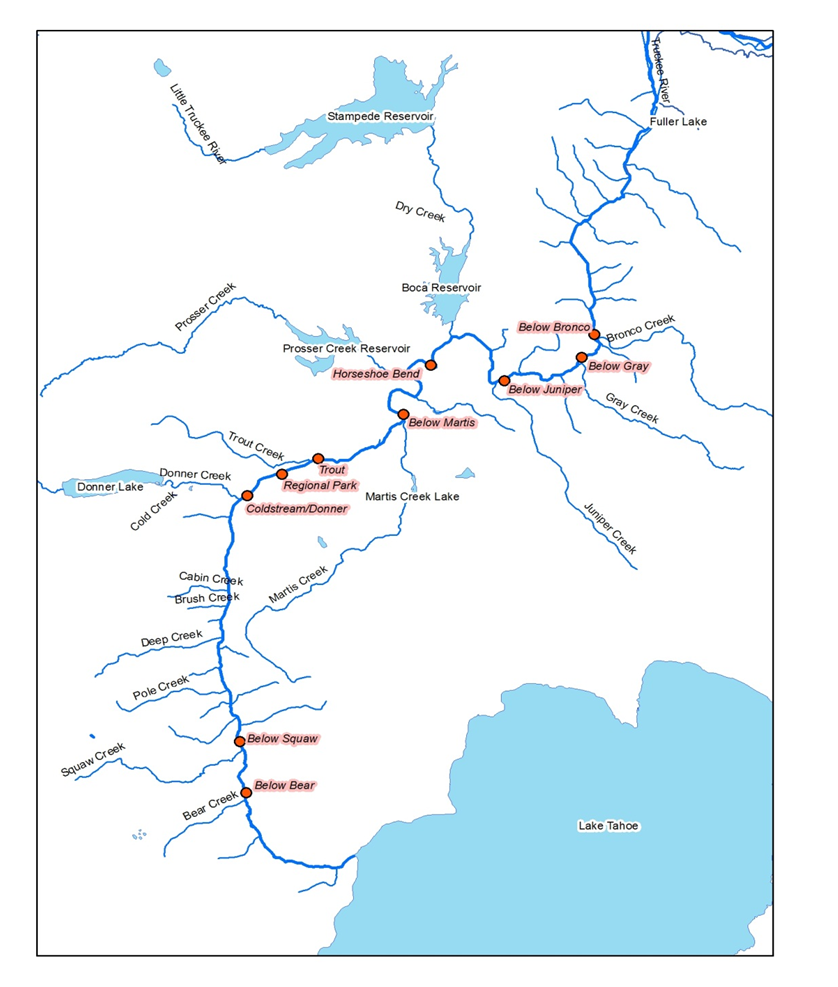 Truckee River
Little Truckee River
Stampede Reservoir
Fuller Lake
Dry Creek
Boca Reservoir
Prosser Creek
Below Bronco
Bronco Creek
Prosser Creek Reservoir
Below Gray
Horseshoe Bend
Below Juniper
Gray Creek
Below Martis
Trout Creek
Trout
Donner Creek
Regional Park
Donner Lake
Martis Creek Lake
Cold Creek
Coldstream/Donner
Juniper Creek
Cabin Creek
Martis Creek
Brush Creek
Deep Creek
Pole Creek
Below Squaw
Squaw Creek
Below Bear
Bear Creek
Lake Tahoe